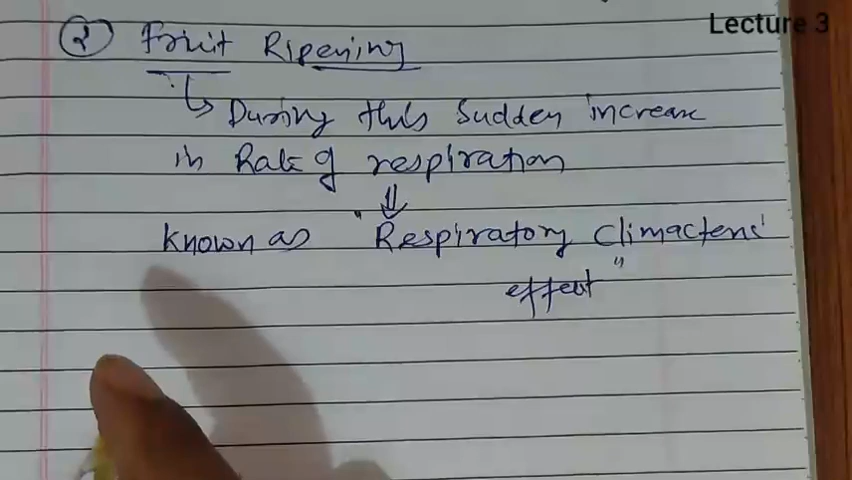 Lecture 3
② Fruit Ripening
↳ During this sudden increase
in Rate of respiration
⇓
Known as "Respiratory Climacteric
effect"